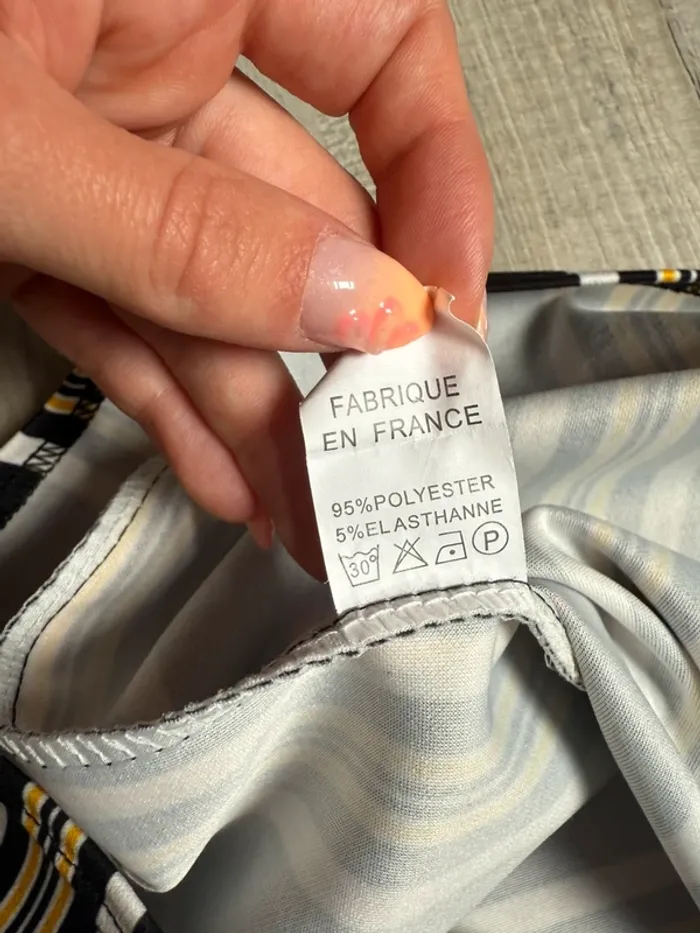 FABRIQUE
EN FRANCE
95%POLYESTER
5%ELASTHANNE
30° P